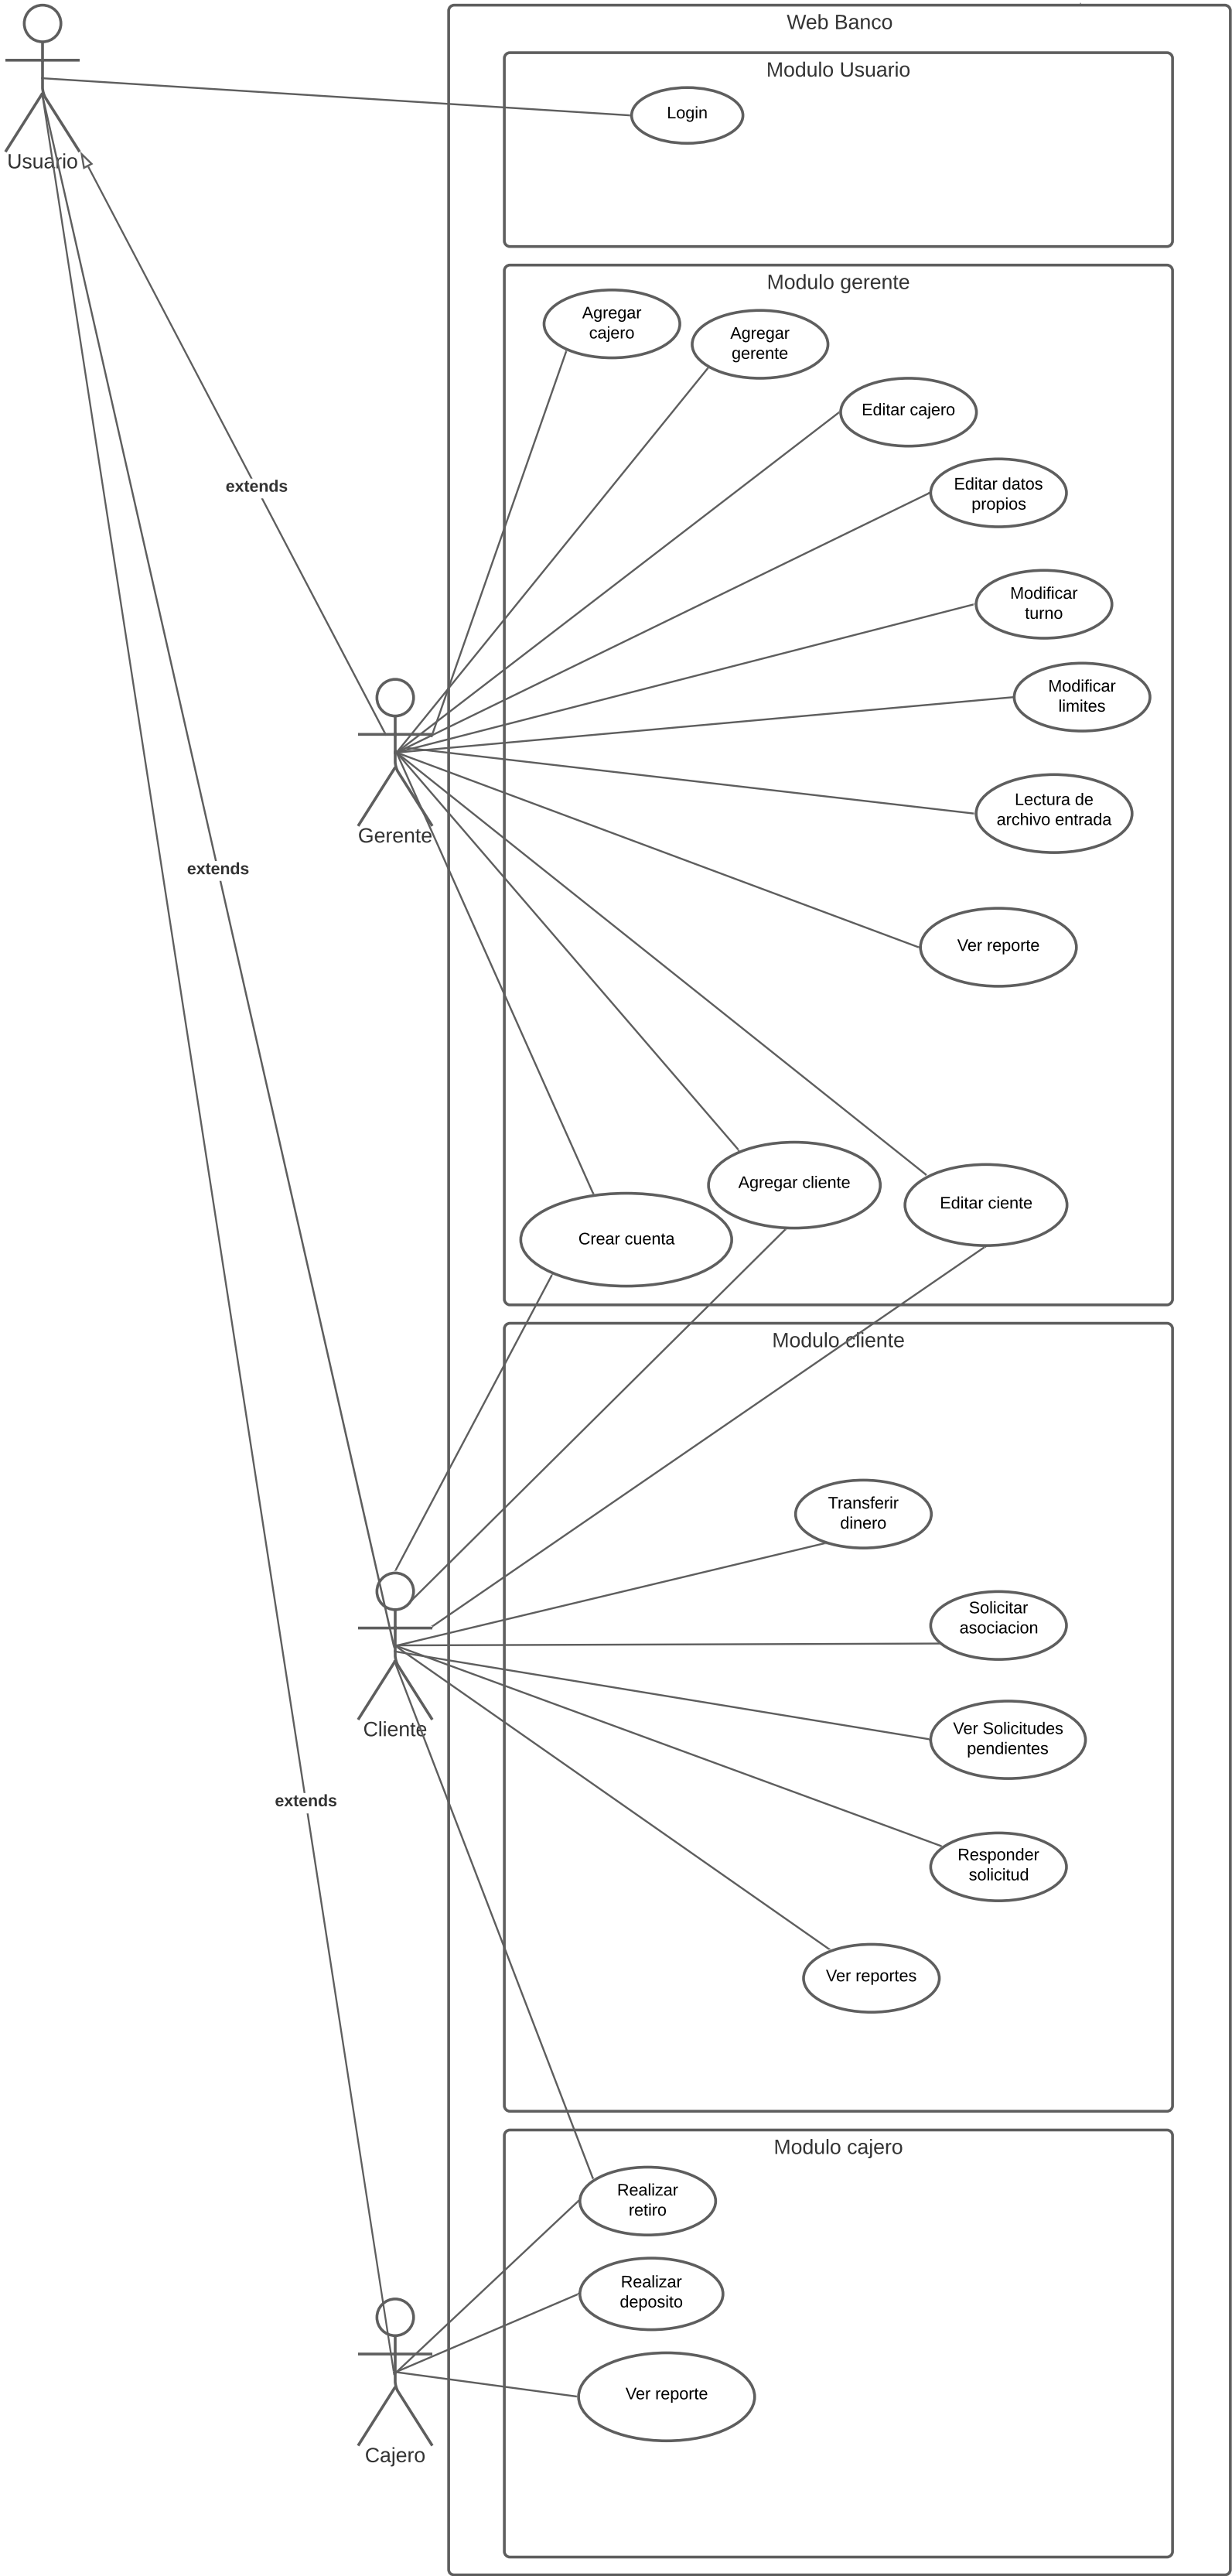 Web Banco
Modulo Usuario
Login
Usuario
Modulo gerente
Agregar
cajero
Agregar
gerente
Editar cajero
Editar datos
propios
extends
Modificar
turno
Modificar
limites
Lectura de
archivo entrada
Gerente
extends
Ver reporte
Agregar cliente
Editar ciente
Crear cuenta
Modulo cliente
Transferir
dinero
Solicitar
asociacion
Cliente
Ver Solicitudes
pendientes
extends
Responder
solicitud
Ver reportes
Modulo cajero
Realizar
retiro
Realizar
deposito
Ver reporte
Cajero